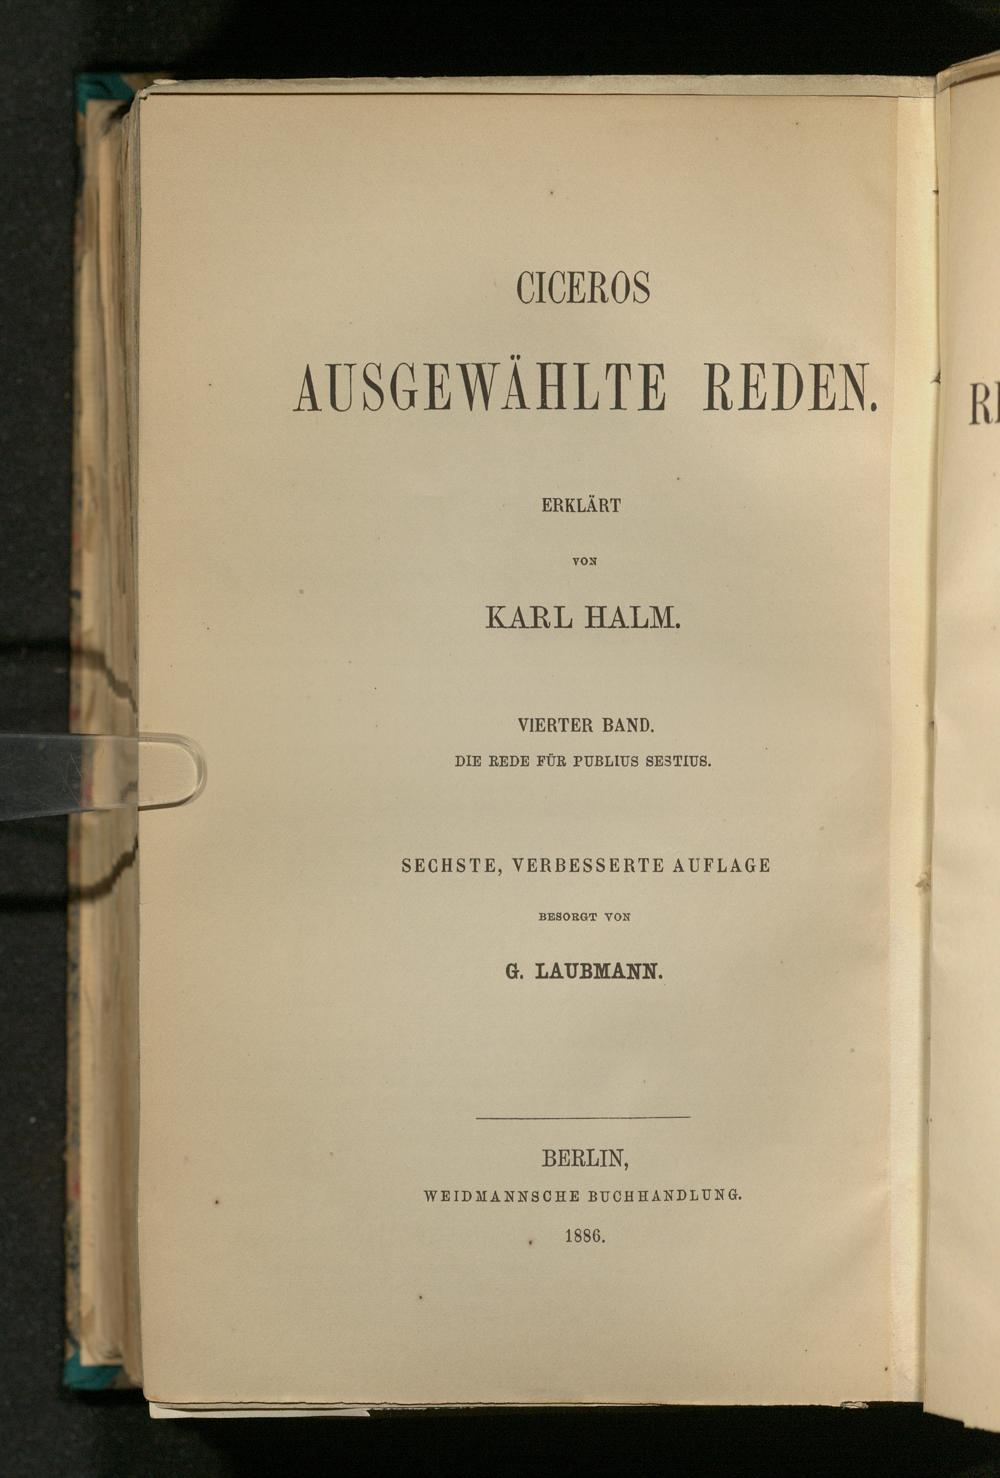 CICEROS
AUSGEWÄHLTE REDEN.
ERKLÄRT
VON
KARL HALM.
VIERTER BAND.
DIE REDE FÜR PUBLIUS SESTIUS.
SECHSTE, VERBESSERTE AUFLAGE
BESORGT VON
G. LAUBMANN.
BERLIN,
WEIDMANNSCHE BUCHHANDLUNG.
1886.